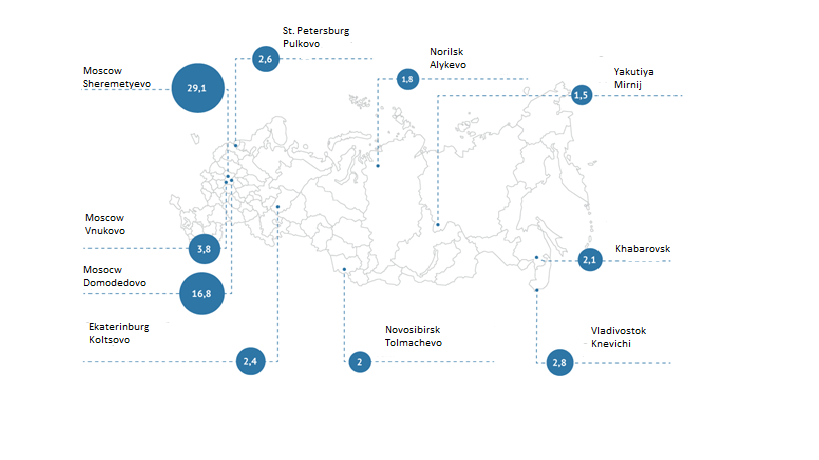 St. Petersburg
Pulkovo
2,6
Norilsk
Alykevo
1,8
Yakutiya
Mirnij
1,5
Moscow
Sheremetyevo
29,1
Moscow
Vnukovo
3,8
Khabarovsk
2,1
Mosocw
Domodedovo
16,8
Ekaterinburg
Koltsovo
2,4
Novosibirsk
Tolmachevo
2
Vladivostok
Knevichi
2,8